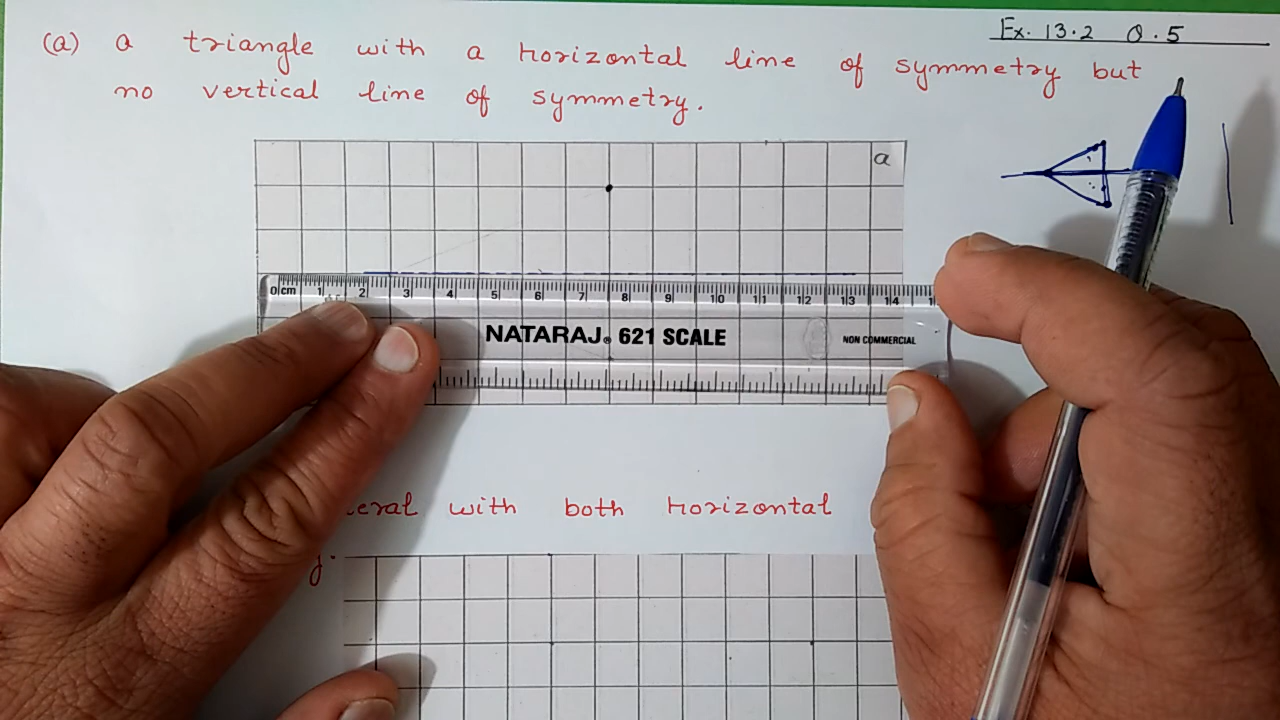 Ex. 13.2 Q.5
(a) a triangle with a horizontal line of symmetry but
no vertical line of symmetry.
a
0 cm 1 2 3 4 5 6 7 8 9 10 11 12 13 14
NATARAJ® 621 SCALE
NON COMMERCIAL
with both horizontal